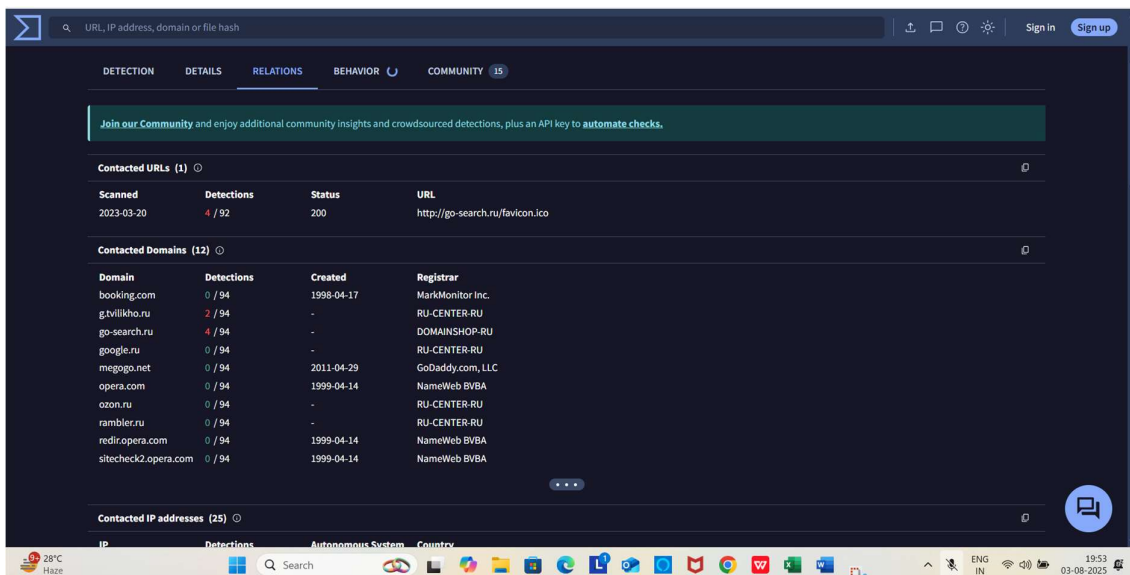 URL, IP address, domain or file hash
Sign in
Sign up
DETECTION DETAILS RELATIONS BEHAVIOR COMMUNITY 15
Join our Community and enjoy additional community insights and crowdsourced detections, plus an API key to automate checks.
Contacted URLs (1)
Scanned Detections Status URL
2023-03-20 4 / 92 200 http://go-search.ru/favicon.ico
Contacted Domains (12)
Domain Detections Created Registrar
booking.com 0 / 94 1998-04-17 MarkMonitor Inc.
g.tvilikho.ru 2 / 94 - RU-CENTER-RU
go-search.ru 4 / 94 - DOMAINSHOP-RU
google.ru 0 / 94 - RU-CENTER-RU
megogo.net 0 / 94 2011-04-29 GoDaddy.com, LLC
opera.com 0 / 94 1999-04-14 NameWeb BVBA
ozon.ru 0 / 94 - RU-CENTER-RU
rambler.ru 0 / 94 - RU-CENTER-RU
redir.opera.com 0 / 94 1999-04-14 NameWeb BVBA
sitecheck2.opera.com 0 / 94 1999-04-14 NameWeb BVBA
Contacted IP addresses (25)
IP Detections Autonomous System Country
9+ 28°C
Haze
Search
ENG
IN
19:53
03-08-2025